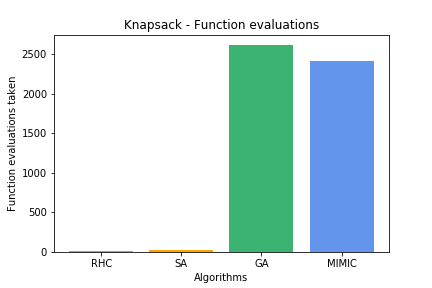 Knapsack - Function evaluations
Function evaluations taken
2500
2000
1500
1000
500
0
RHC SA GA MIMIC
Algorithms